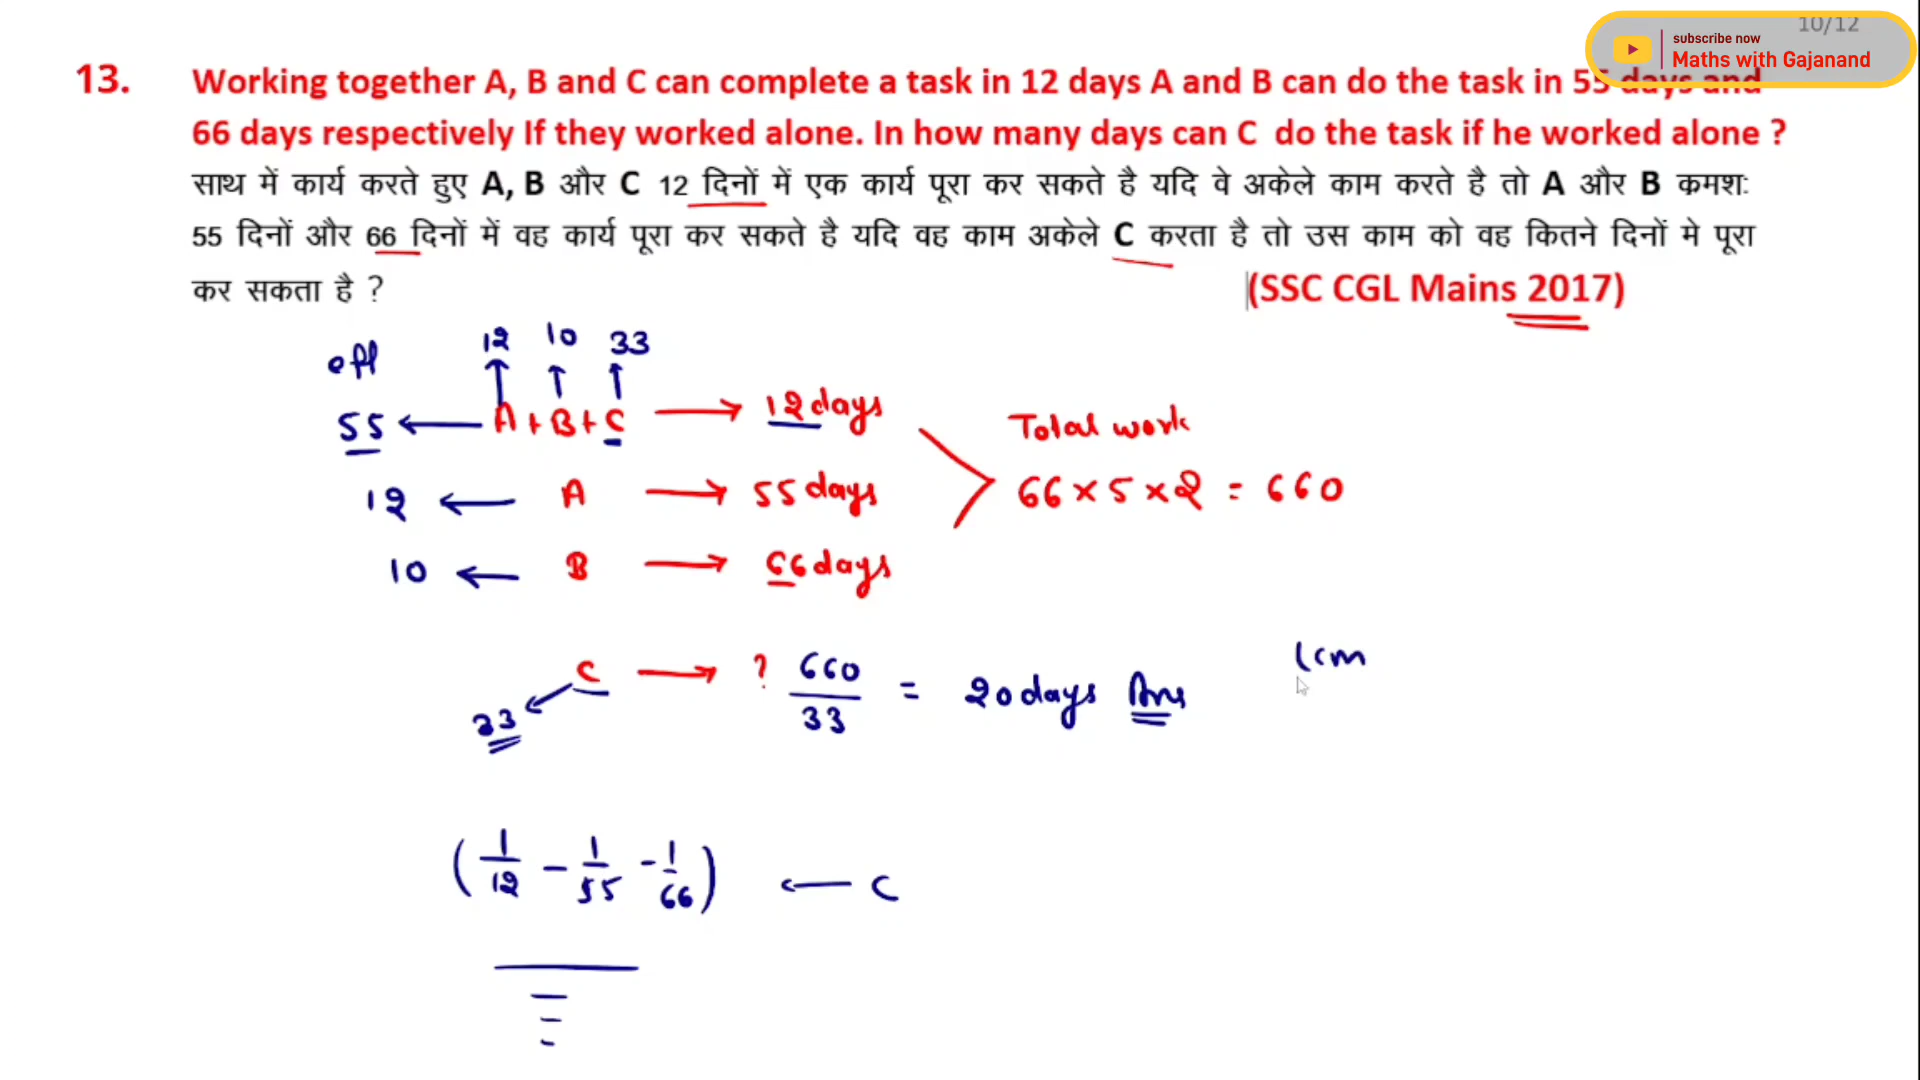 10/12
subscribe now
Maths with Gajanand
13. Working together A, B and C can complete a task in 12 days A and B can do the task in 55 days and
66 days respectively If they worked alone. In how many days can C do the task if he worked alone ?
साथ में कार्य करते हुए A, B और C 12 दिनों में एक कार्य पूरा कर सकते है यदि वे अकेले काम करते है तो A और B क्रमशः
55 दिनों और 66 दिनों में वह कार्य पूरा कर सकते है यदि वह काम अकेले C करता है तो उस काम को वह कितने दिनों मे पूरा
कर सकता है ?
(SSC CGL Mains 2017)
eff 12 10 33
55 ← A + B + C → 12 days
Total work
12 ← A → 55 days
66 × 5 × 2 = 660
10 ← B → 66 days
C → ? 660/33 = 20 days Ans
33
lcm
(1/12 - 1/55 - 1/66) ← C